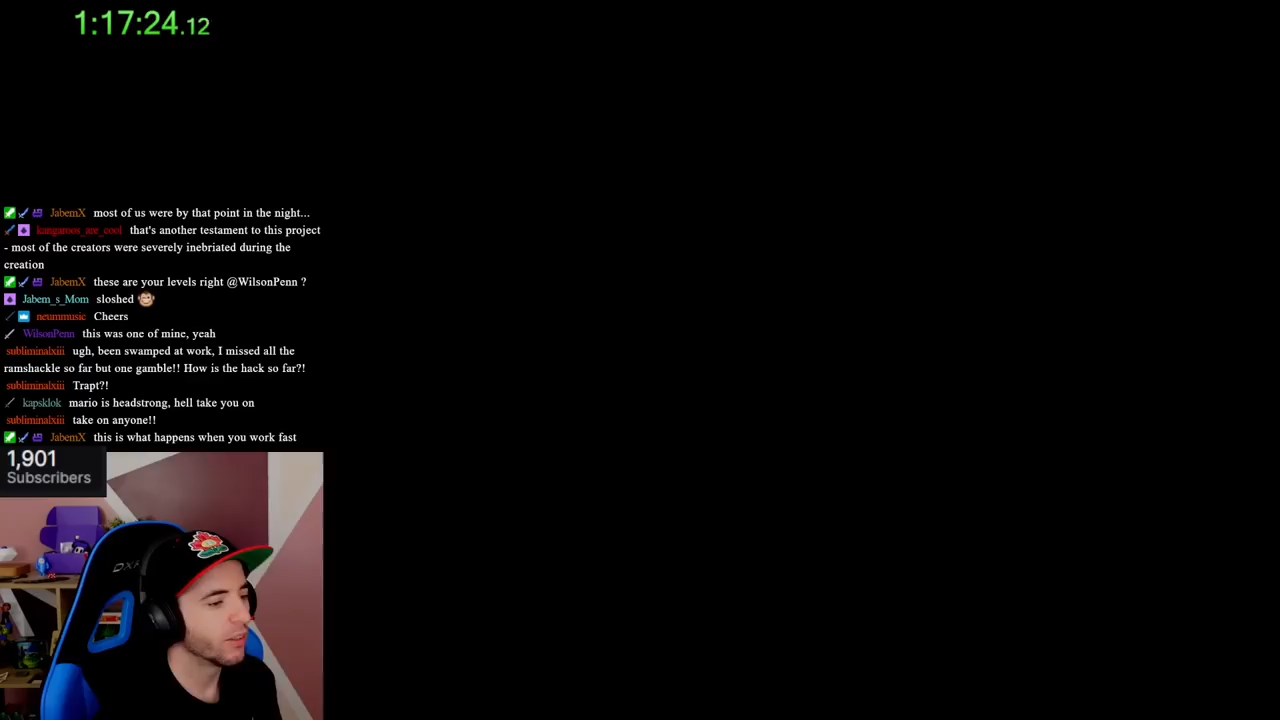 1:17:24.12
JabemX most of us were by that point in the night...
kangaroos_are_cool that's another testament to this project
- most of the creators were severely inebriated during the
creation
JabemX these are your levels right @WilsonPenn ?
Jabem_s_Mom sloshed
neummusic Cheers
WilsonPenn this was one of mine, yeah
subliminalxiii ugh, been swamped at work, I missed all the
ramshackle so far but one gamble!! How is the hack so far?!
subliminalxiii Trapt?!
kapsklok mario is headstrong, hell take you on
subliminalxiii take on anyone!!
JabemX this is what happens when you work fast
1,901
Subscribers